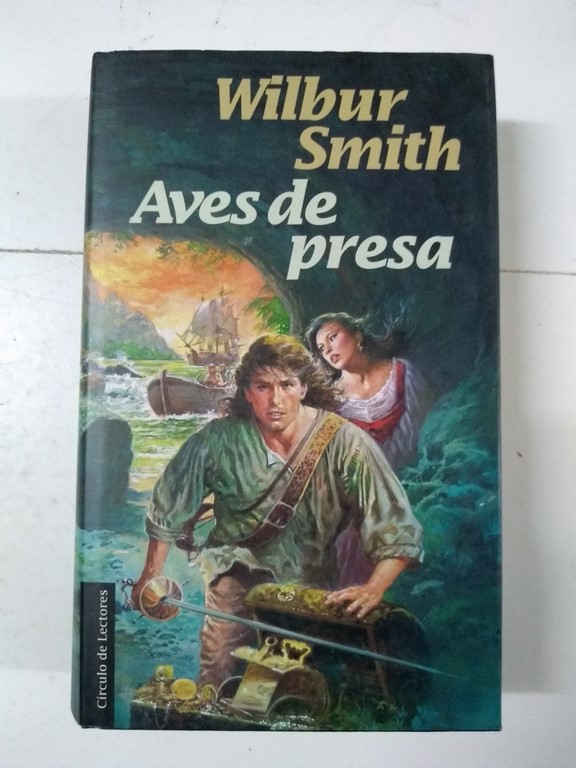 Wilbur
Smith
Aves de
presa
Círculo de Lectores